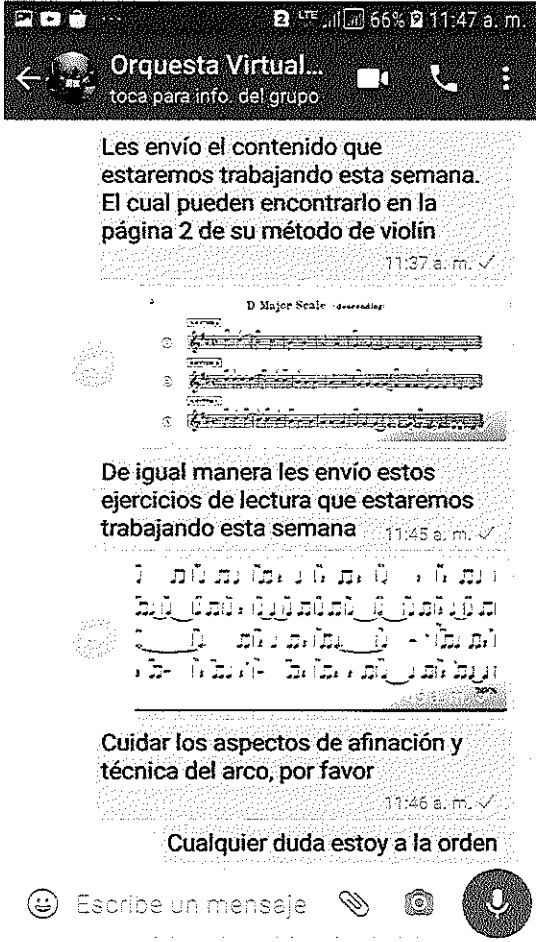 2 LTE 66% 11:47 a. m.
Orquesta Virtual...
toca para info. del grupo
Les envío el contenido que
estaremos trabajando esta semana.
El cual pueden encontrarlo en la
página 2 de su método de violín
11:37 a. m.
D Major Scale (descending)
De igual manera les envío estos
ejercicios de lectura que estaremos
trabajando esta semana
11:45 a. m.
Cuidar los aspectos de afinación y
técnica del arco, por favor
11:46 a. m.
Cualquier duda estoy a la orden
Escribe un mensaje